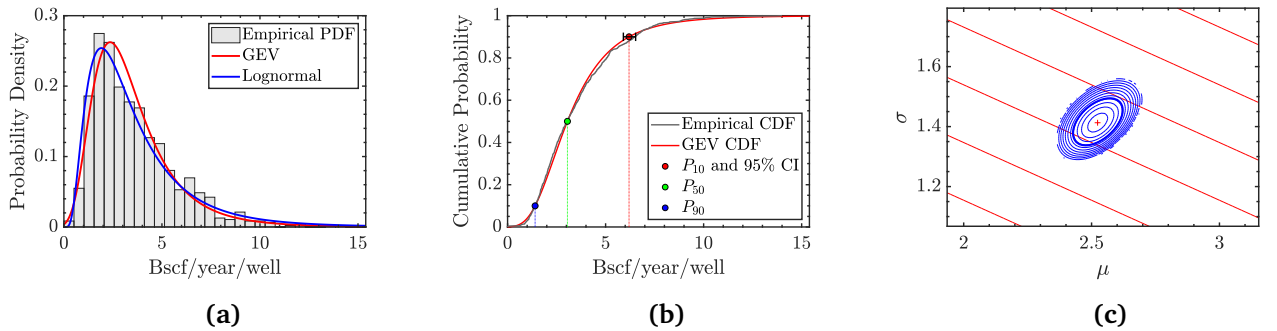 Probability Density
0.3
0.2
0.1
0
0
5
10
15
Bscf/year/well
Empirical PDF
GEV
Lognormal
(a)
Cumulative Probability
1
0.8
0.6
0.4
0.2
0
0
5
10
15
Bscf/year/well
Empirical CDF
GEV CDF
P10 and 95% CI
P50
P90
(b)
σ
1.6
1.4
1.2
2
2.5
3
μ
(c)